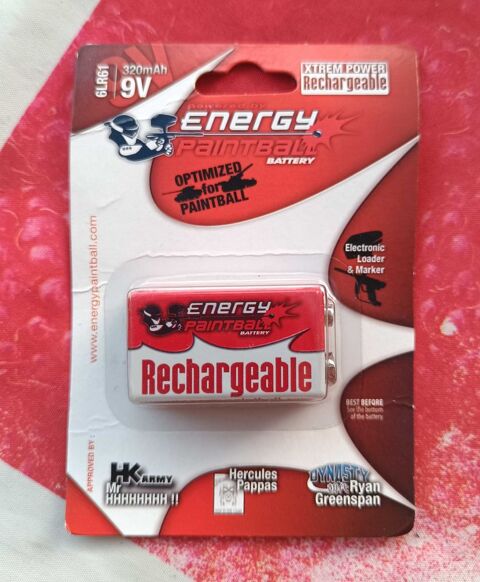 6LR61
320mAh
9V
XTREM POWER
Rechargeable
powered by
ENERGY
PAINTBALL
BATTERY
OPTIMIZED
for
PAINTBALL
www.energypaintball.com
Electronic
Loader
& Marker
ENERGY
PAINTBALL
BATTERY
Rechargeable
BEST BEFORE
See the bottom
of the battery
APPROVED BY :
HK ARMY
Mr
HHHHHHHH !!
Hercules
Pappas
DYNASTY
Ryan
Greenspan